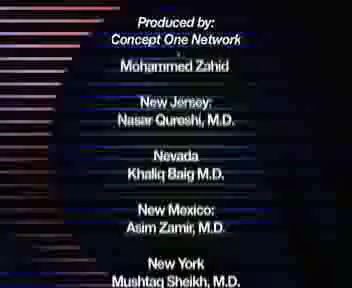 Produced by:
Concept One Network
Mohammed Zahid
New Jersey:
Nasar Qureshi, M.D.
Nevada
Khaliq Baig M.D.
New Mexico:
Asim Zamir, M.D.
New York
Mushtaq Sheikh, M.D.